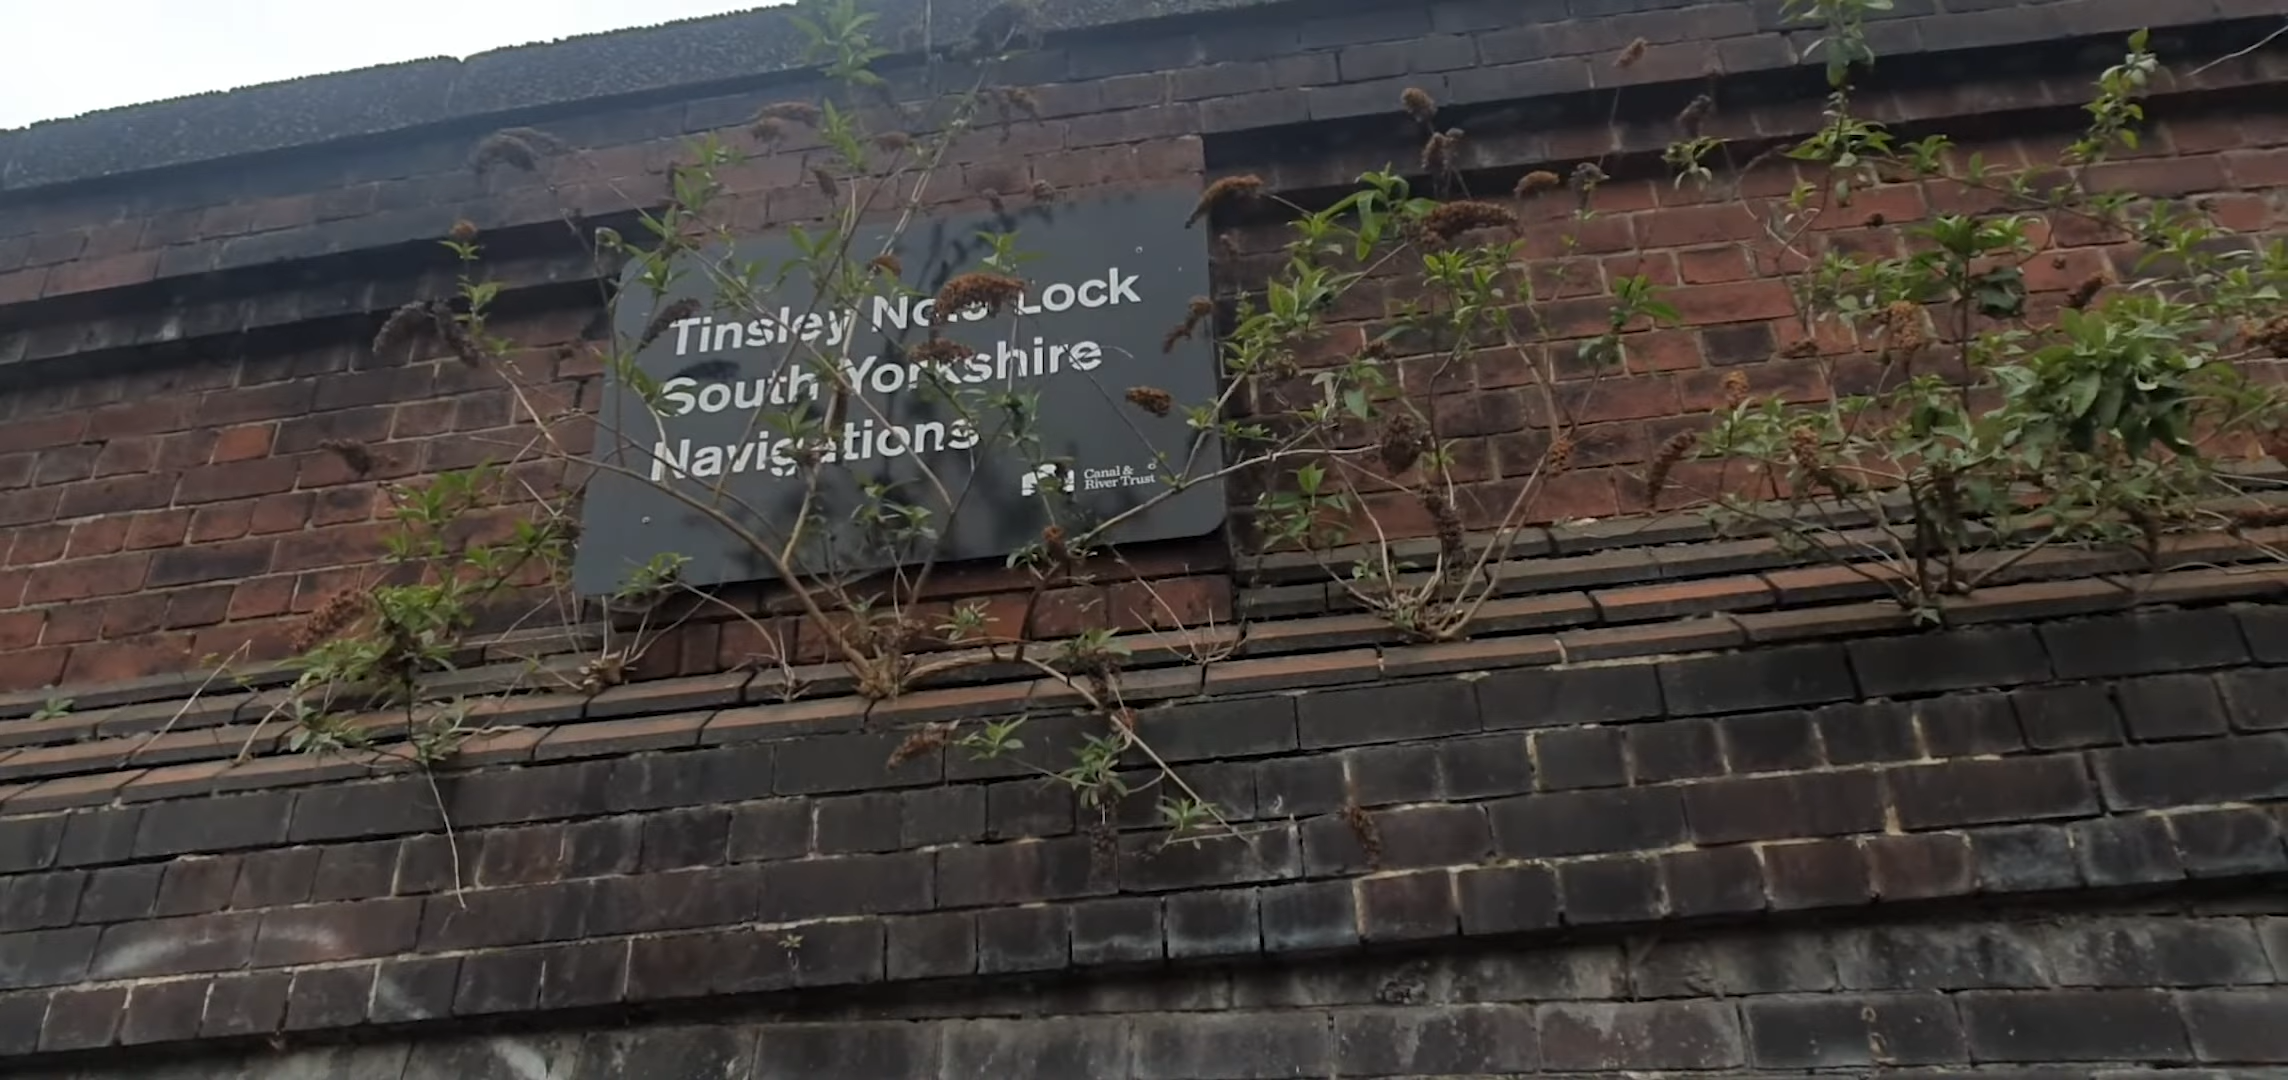 Tinsley Lock
South Yorkshire
Navigations
Canal &
River Trust